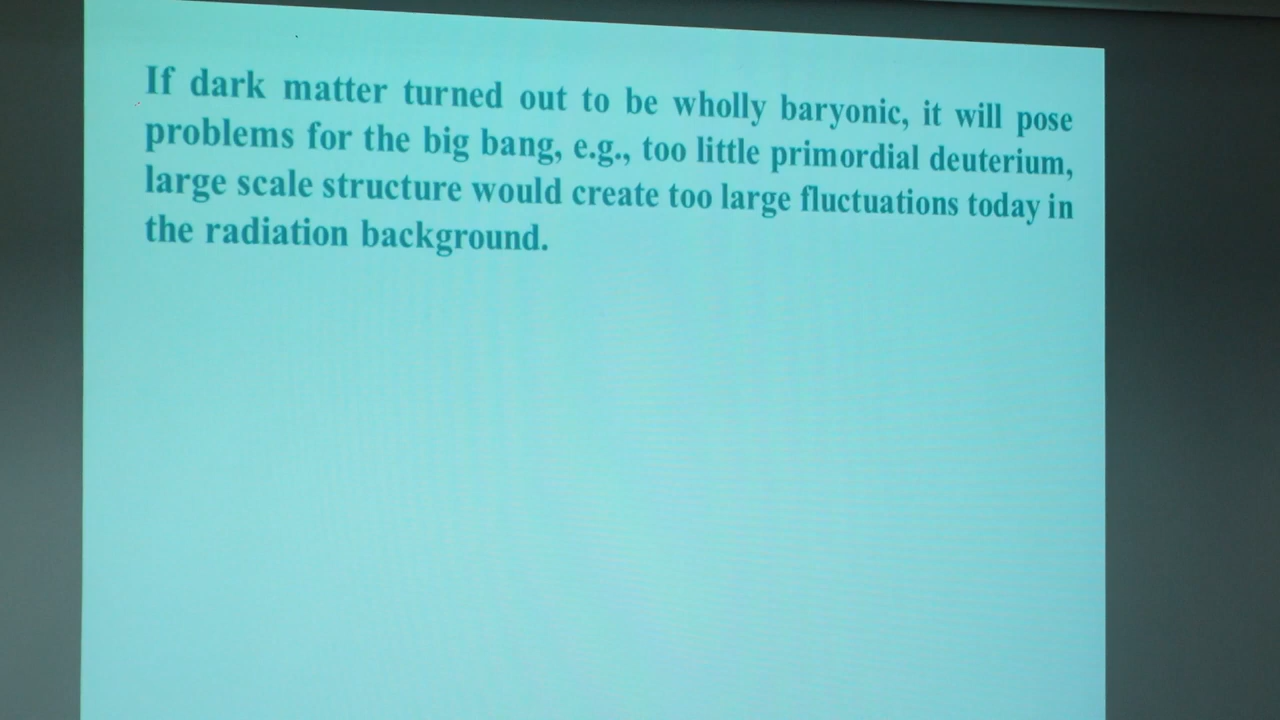 If dark matter turned out to be wholly baryonic, it will pose
problems for the big bang, e.g., too little primordial deuterium,
large scale structure would create too large fluctuations today in
the radiation background.